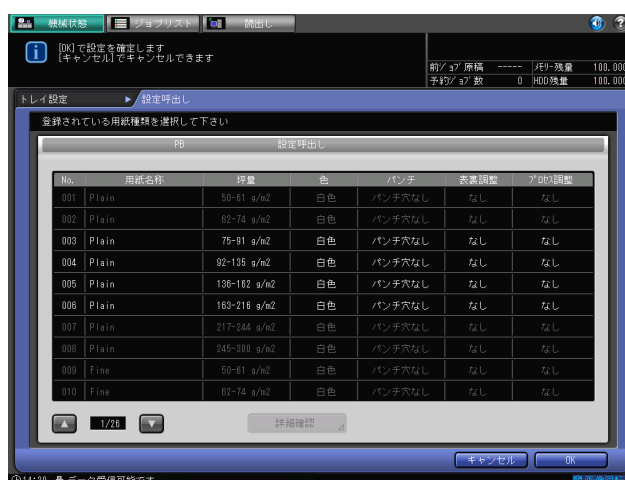 機械状態 ジョブリスト 読出し
[OK]で設定を確定します
[キャンセル]でキャンセルできます
前ｼﾞｮﾌﾞ原稿 ----- ﾒﾓﾘｰ残量 100.000
予約ｼﾞｮﾌﾞ数 0 HDD残量 100.000
トレイ設定 ▶ 設定呼出し
登録されている用紙種類を選択して下さい
PB 設定呼出し
No. 用紙名称 坪量 色 パンチ 表裏調整 ﾌﾟﾛｾｽ調整
001 Plain 50-61 g/m2 白色 パンチ穴なし なし なし
002 Plain 62-74 g/m2 白色 パンチ穴なし なし なし
003 Plain 75-91 g/m2 白色 パンチ穴なし なし なし
004 Plain 92-135 g/m2 白色 パンチ穴なし なし なし
005 Plain 136-162 g/m2 白色 パンチ穴なし なし なし
006 Plain 163-216 g/m2 白色 パンチ穴なし なし なし
007 Plain 217-244 g/m2 白色 パンチ穴なし なし なし
008 Plain 245-300 g/m2 白色 パンチ穴なし なし なし
009 Fine 50-61 g/m2 白色 パンチ穴なし なし なし
010 Fine 62-74 g/m2 白色 パンチ穴なし なし なし
1/26 詳細確認
キャンセル OK
14:30 データ受信可能です 画像回転